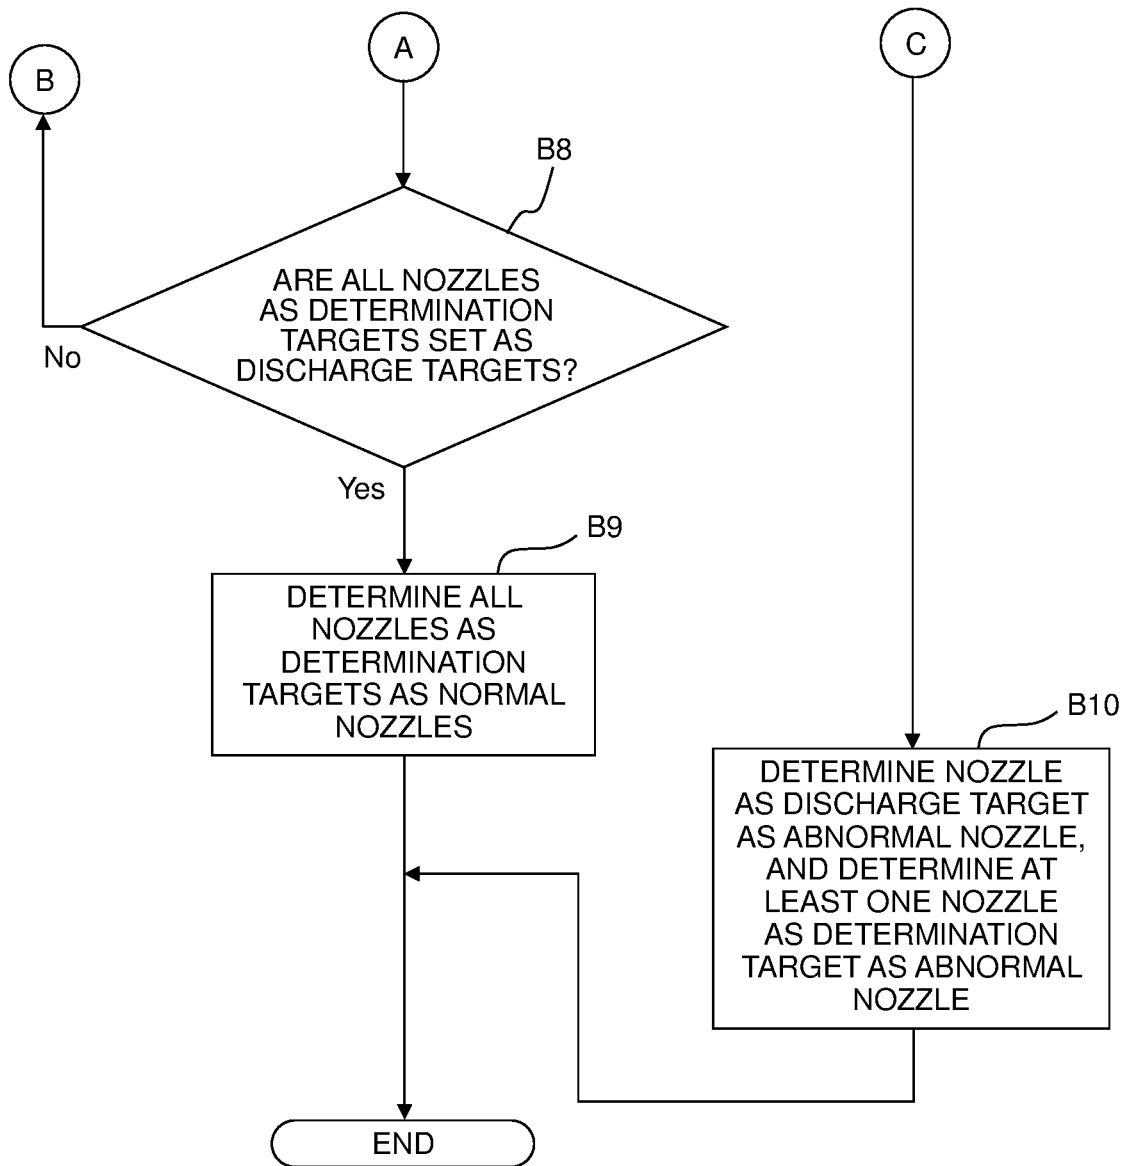 A
C
B
B8
ARE ALL NOZZLES
AS DETERMINATION
TARGETS SET AS
DISCHARGE TARGETS?
No
Yes
B9
DETERMINE ALL
NOZZLES AS
DETERMINATION
TARGETS AS NORMAL
NOZZLES
B10
DETERMINE NOZZLE
AS DISCHARGE TARGET
AS ABNORMAL NOZZLE,
AND DETERMINE AT
LEAST ONE NOZZLE
AS DETERMINATION
TARGET AS ABNORMAL
NOZZLE
END